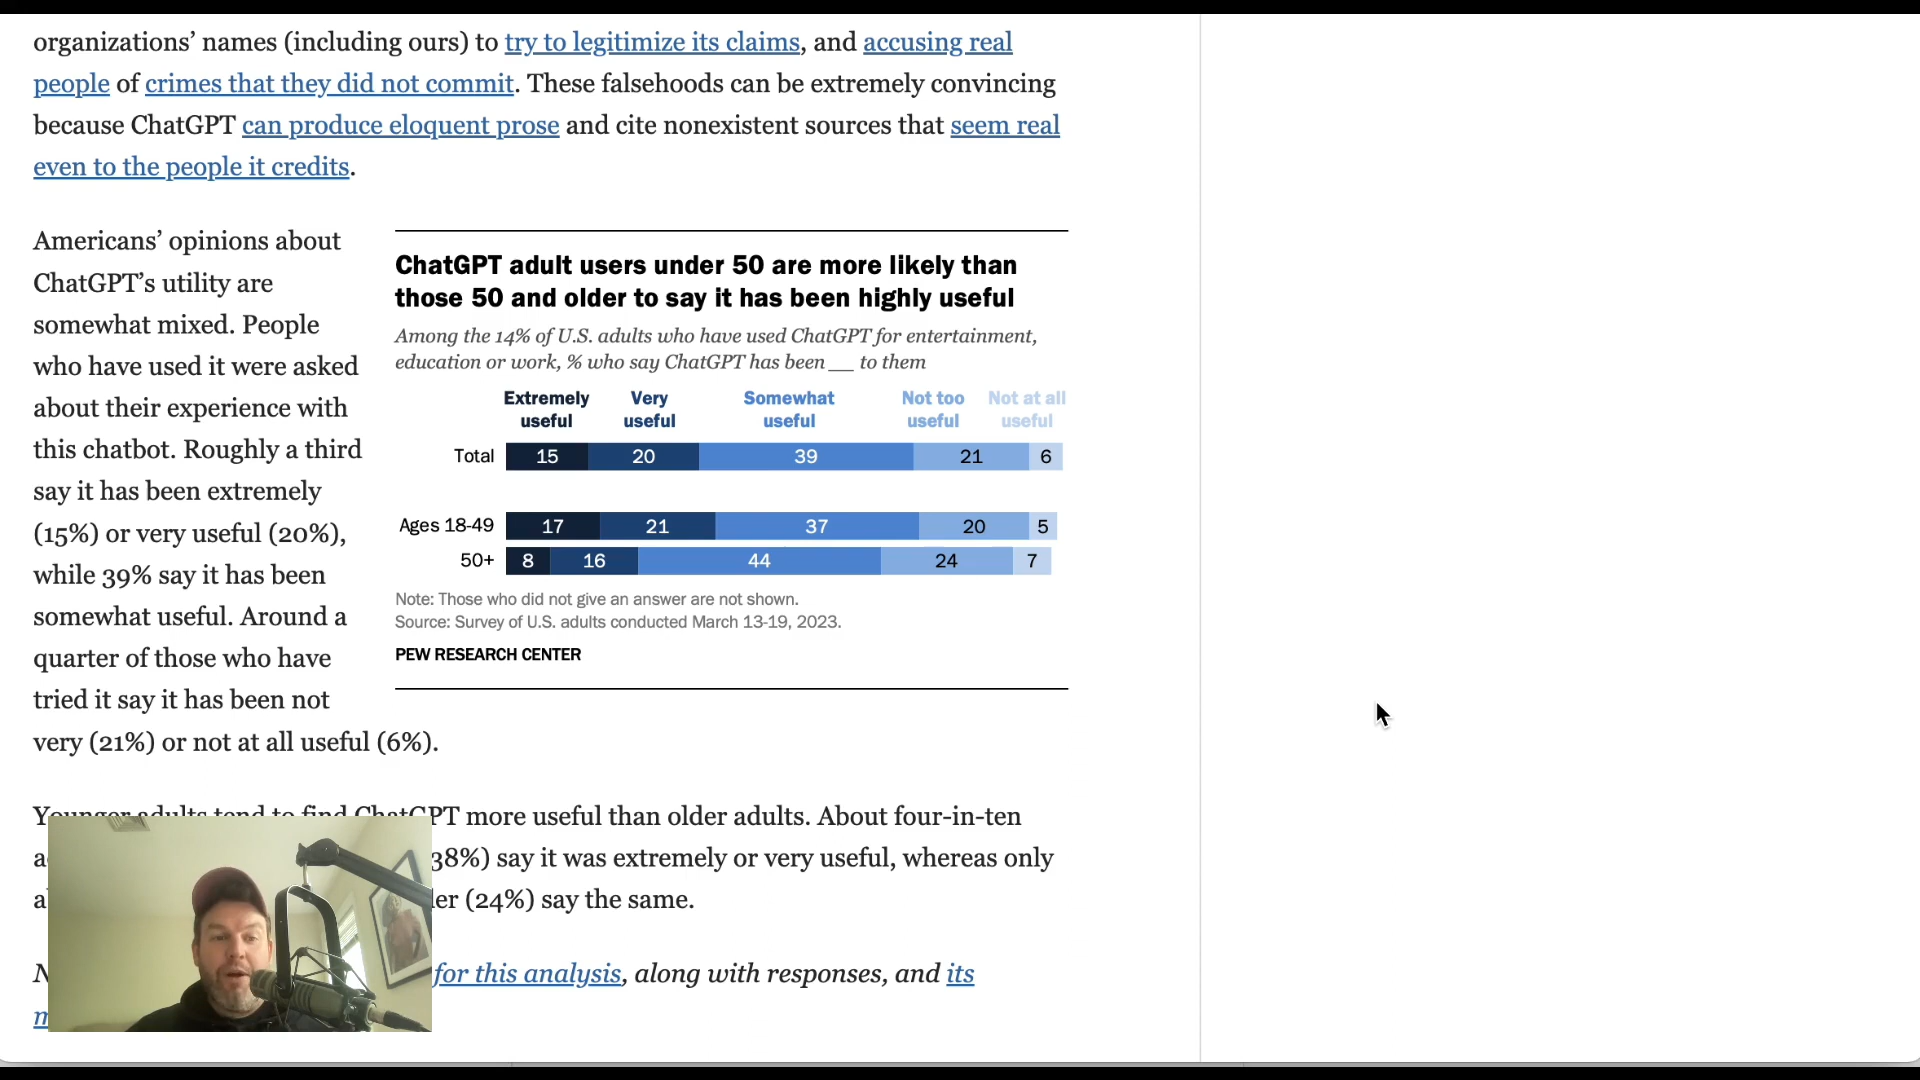 organizations’ names (including ours) to try to legitimize its claims, and accusing real
people of crimes that they did not commit. These falsehoods can be extremely convincing
because ChatGPT can produce eloquent prose and cite nonexistent sources that seem real
even to the people it credits.
Americans’ opinions about
ChatGPT’s utility are
somewhat mixed. People
who have used it were asked
about their experience with
this chatbot. Roughly a third
say it has been extremely
(15%) or very useful (20%),
while 39% say it has been
somewhat useful. Around a
quarter of those who have
tried it say it has been not
very (21%) or not at all useful (6%).
ChatGPT adult users under 50 are more likely than
those 50 and older to say it has been highly useful
Among the 14% of U.S. adults who have used ChatGPT for entertainment,
education or work, % who say ChatGPT has been __ to them
Extremely useful Very useful Somewhat useful Not too useful Not at all useful
Total 15 20 39 21 6
Ages 18-49 17 21 37 20 5
50+ 8 16 44 24 7
Note: Those who did not give an answer are not shown.
Source: Survey of U.S. adults conducted March 13-19, 2023.
PEW RESEARCH CENTER
Younger adults tend to find ChatGPT more useful than older adults. About four-in-ten
38%) say it was extremely or very useful, whereas only
(24%) say the same.
for this analysis, along with responses, and its